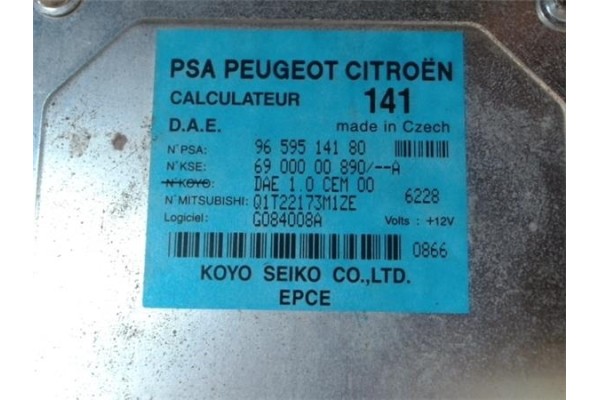 PSA PEUGEOT CITROËN
CALCULATEUR 141
D.A.E. made in Czech
N°PSA: 96 595 141 80
N°KSE: 69 000 00 890/--A
N°KOYO: DAE 1.0 CEM 00
N°MITSUBISHI: Q1T22173M1ZE 6228
Logiciel: G084008A Volts : +12V
0866
KOYO SEIKO CO.,LTD.
EPCE